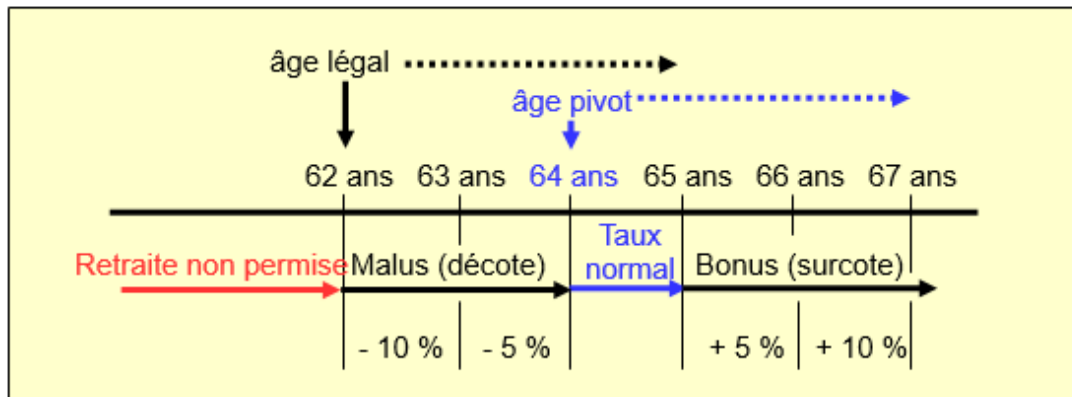 âge légal
âge pivot
62 ans 63 ans 64 ans 65 ans 66 ans 67 ans
Taux
normal
Retraite non permise Malus (décote) Bonus (surcote)
- 10 % - 5 % + 5 % + 10 %